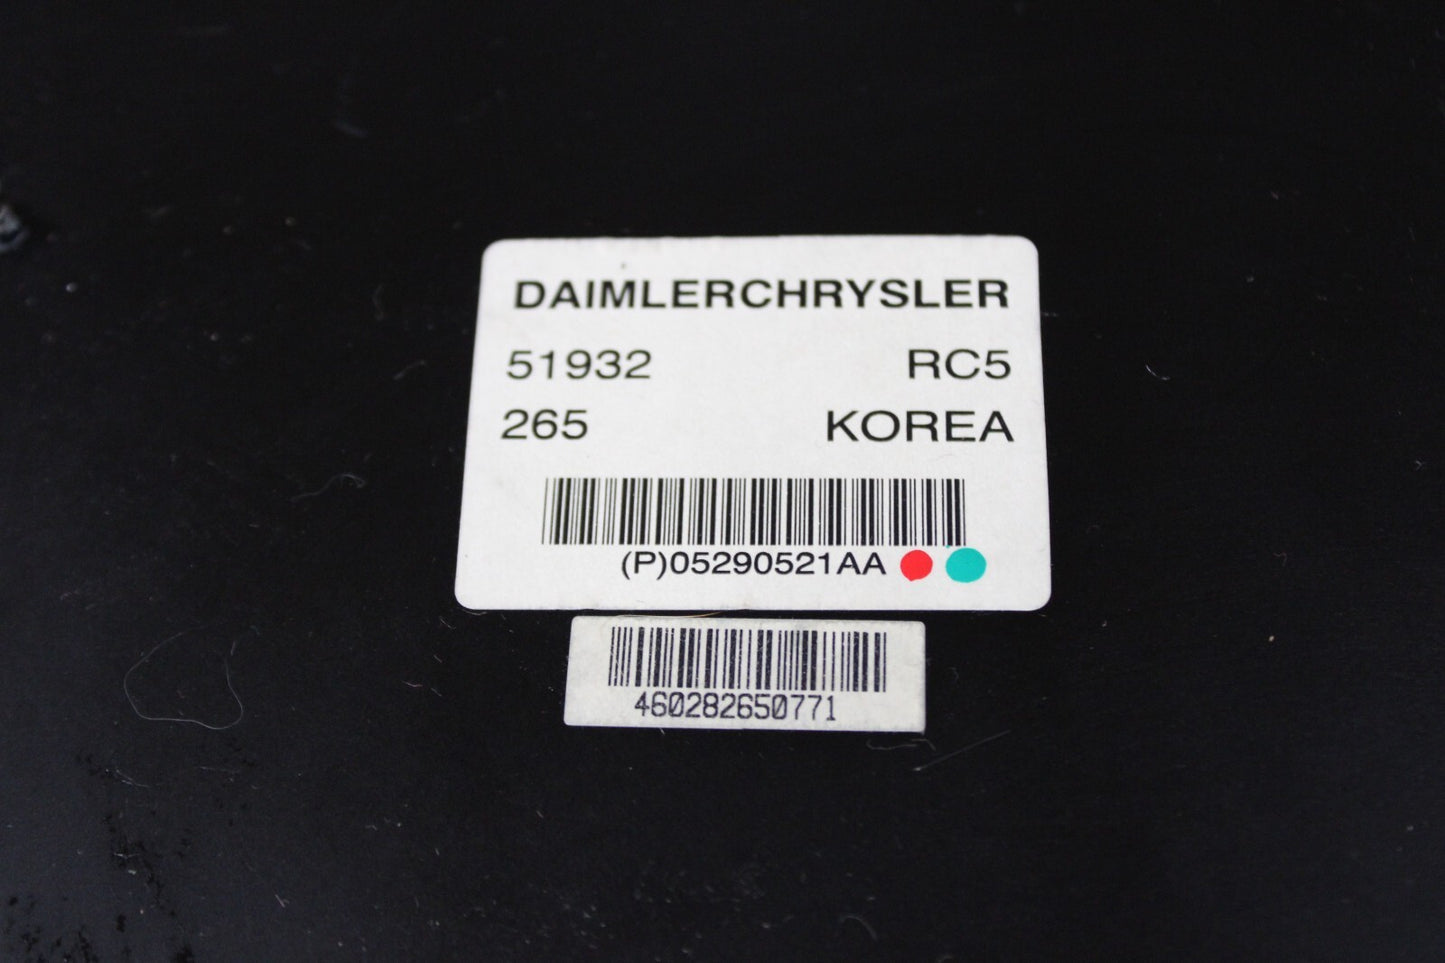 DAIMLERCHRYSLER
51932 RC5
265 KOREA
(P)05290521AA
460282650771